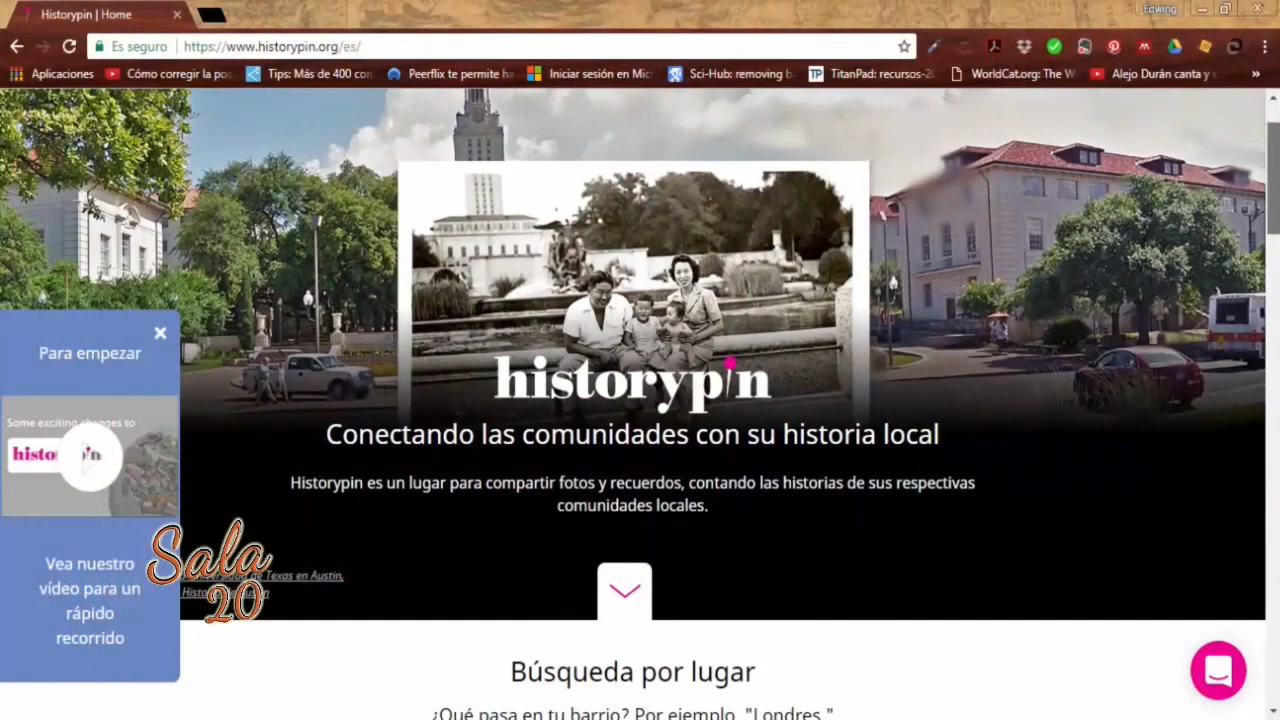 Historypin | Home
Edwing
Es seguro
https://www.historypin.org/es/
Aplicaciones
Cómo corregir la pos
Tips: Más de 400 con
Peerflix te permite ha
Iniciar sesión en Micr
Sci-Hub: removing b
TP
TitanPad: recursos-20
WorldCat.org: The W
Alejo Durán canta y c
Para empezar
Some exciting changes to
Vea nuestro
vídeo para un
rápido
recorrido
historypin
Conectando las comunidades con su historia local
Historypin es un lugar para compartir fotos y recuerdos, contando las historias de sus respectivas
comunidades locales.
de Texas en Austin,
Sala
20
Búsqueda por lugar
¿Qué pasa en tu barrio? Por ejemplo, "Londres."